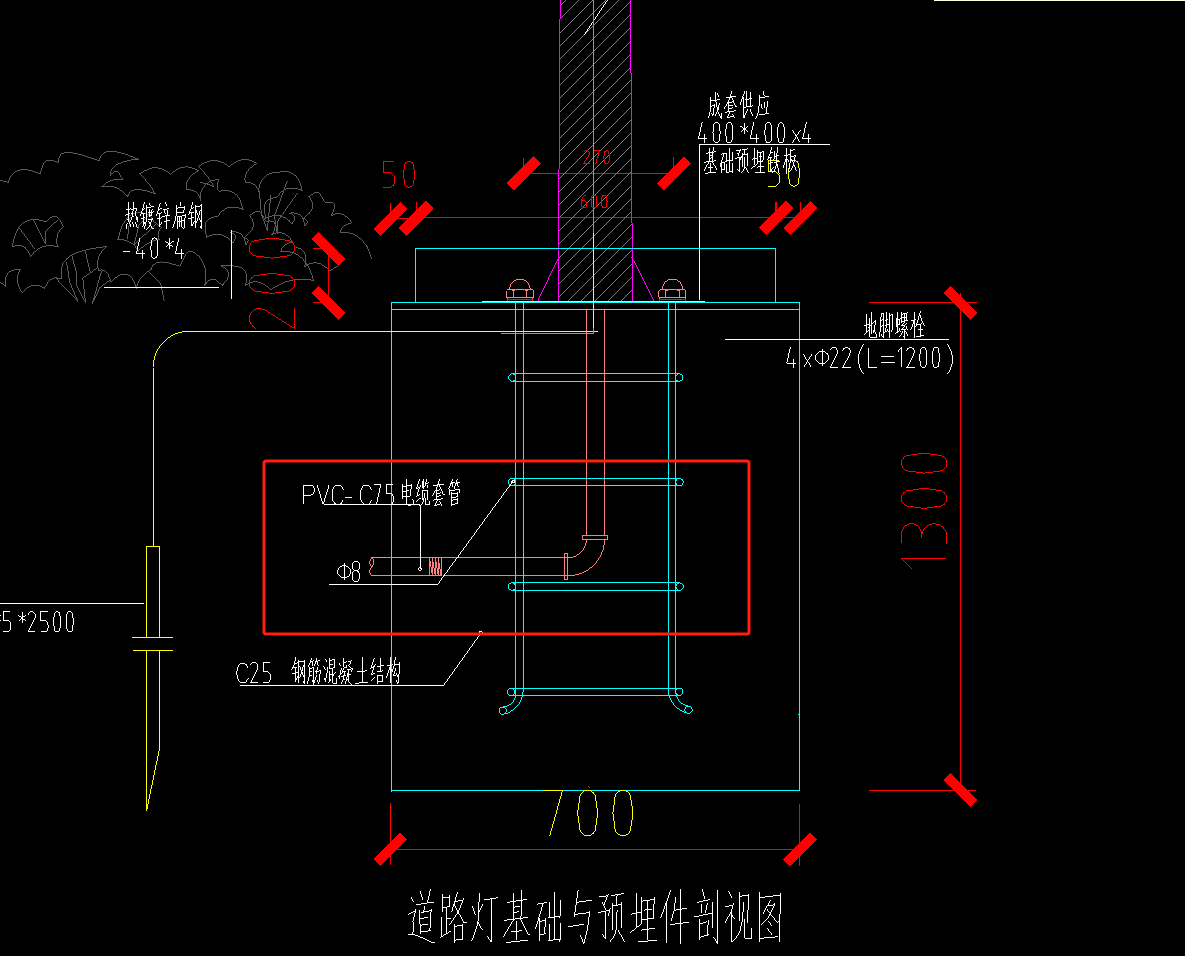 成套供应
400*400x4
基础预埋铁板
50
270
50
600
热镀锌扁钢
-40*4
200
地脚螺栓
4xΦ22(L=1200)
1300
PVC-C75电缆套管
Φ8
*5*2500
C25 钢筋混凝土结构
700
道路灯基础与预埋件剖视图